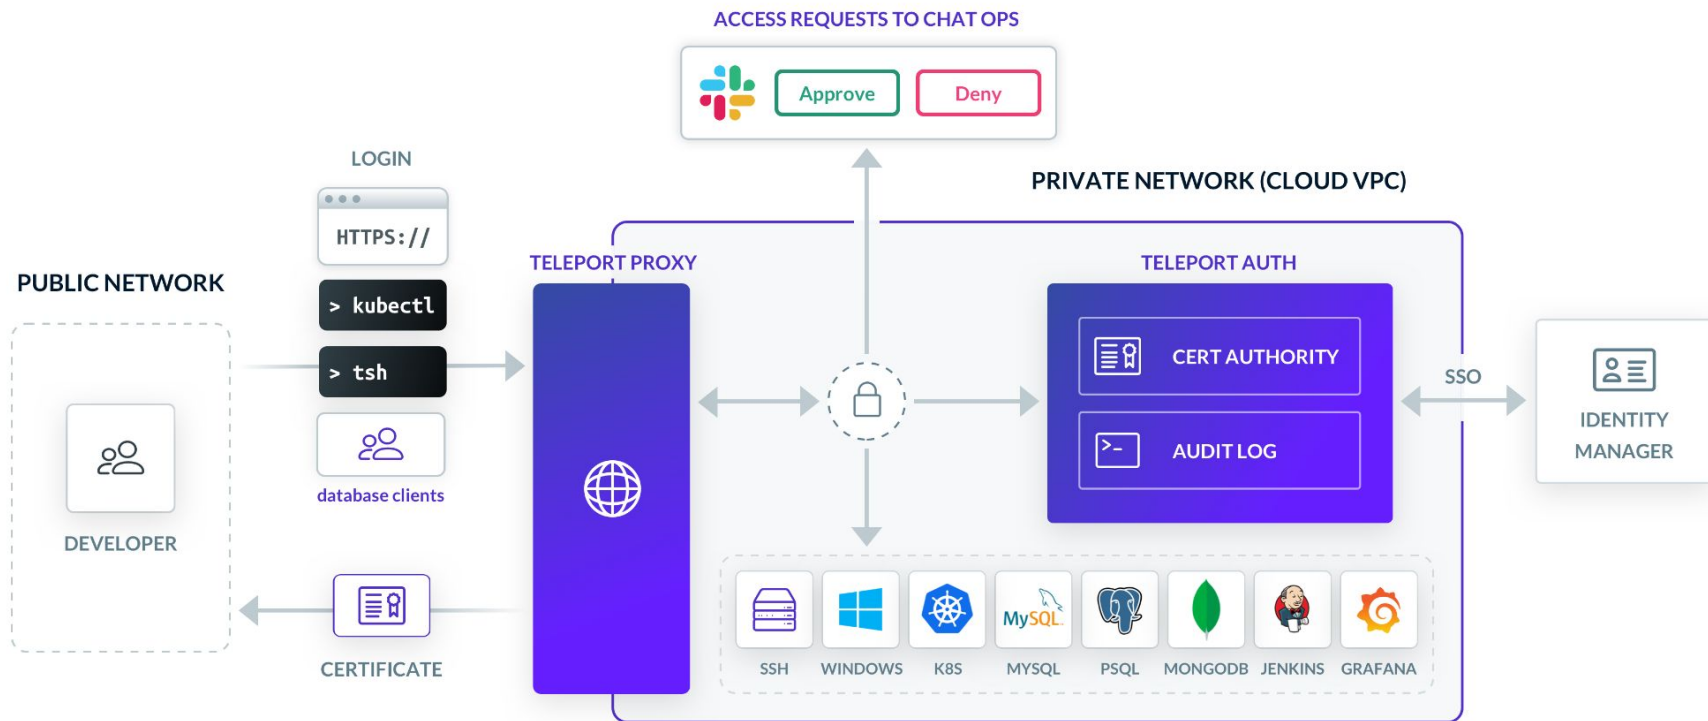 ACCESS REQUESTS TO CHAT OPS
Approve
Deny
LOGIN
HTTPS://
> kubectl
> tsh
database clients
PUBLIC NETWORK
DEVELOPER
CERTIFICATE
PRIVATE NETWORK (CLOUD VPC)
TELEPORT PROXY
TELEPORT AUTH
CERT AUTHORITY
>-
AUDIT LOG
SSO
IDENTITY
MANAGER
MySQL
SSH
WINDOWS
K8S
MYSQL
PSQL
MONGODB
JENKINS
GRAFANA